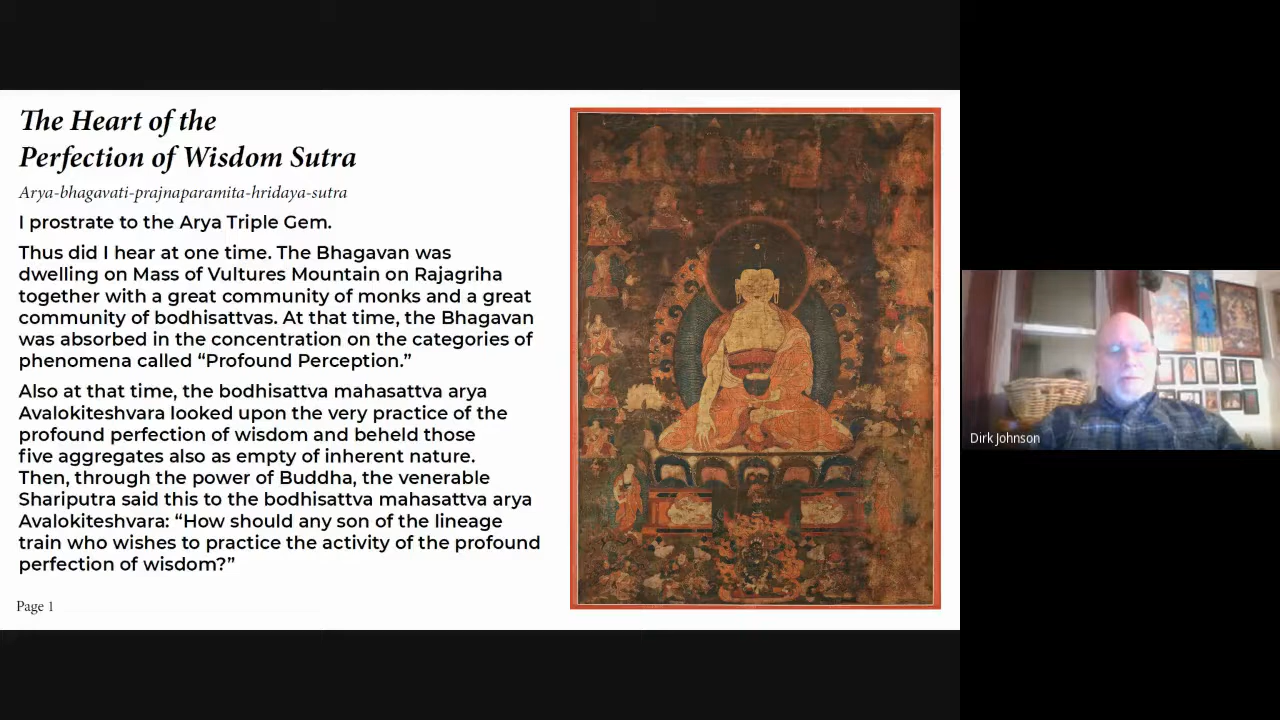 The Heart of the
Perfection of Wisdom Sutra
Arya-bhagavati-prajnaparamita-hridaya-sutra
I prostrate to the Arya Triple Gem.
Thus did I hear at one time. The Bhagavan was
dwelling on Mass of Vultures Mountain on Rajagriha
together with a great community of monks and a great
community of bodhisattvas. At that time, the Bhagavan
was absorbed in the concentration on the categories of
phenomena called “Profound Perception.”
Also at that time, the bodhisattva mahasattva arya
Avalokiteshvara looked upon the very practice of the
profound perfection of wisdom and beheld those
five aggregates also as empty of inherent nature.
Then, through the power of Buddha, the venerable
Shariputra said this to the bodhisattva mahasattva arya
Avalokiteshvara: “How should any son of the lineage
train who wishes to practice the activity of the profound
perfection of wisdom?”
Page 1
Dirk Johnson